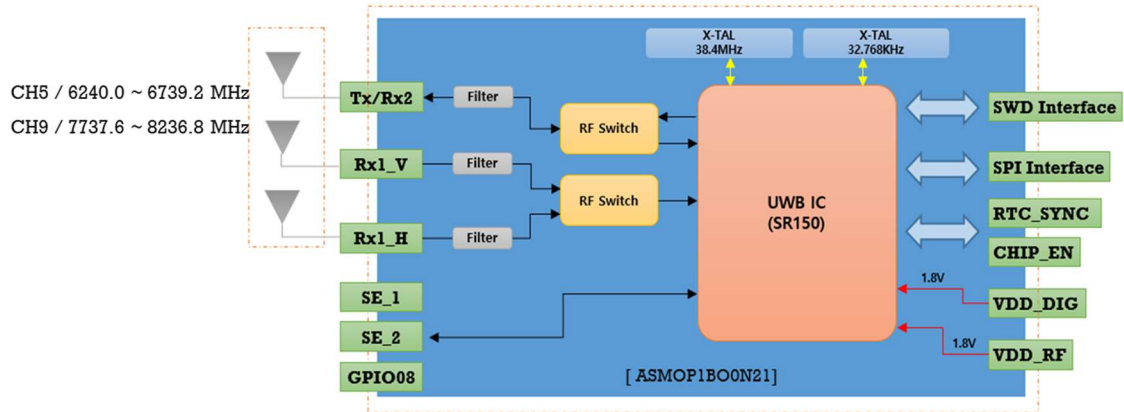 X-TAL
38.4MHz
X-TAL
32.768KHz
CH5 / 6240.0 ~ 6739.2 MHz
CH9 / 7737.6 ~ 8236.8 MHz
Tx/Rx2
Filter
RF Switch
SWD Interface
Rx1_V
Filter
SPI Interface
RF Switch
UWB IC
(SR150)
RTC_SYNC
Rx1_H
Filter
CHIP_EN
SE_1
1.8V
VDD_DIG
SE_2
1.8V
VDD_RF
GPIO08
[ ASMOP1BO0N21]